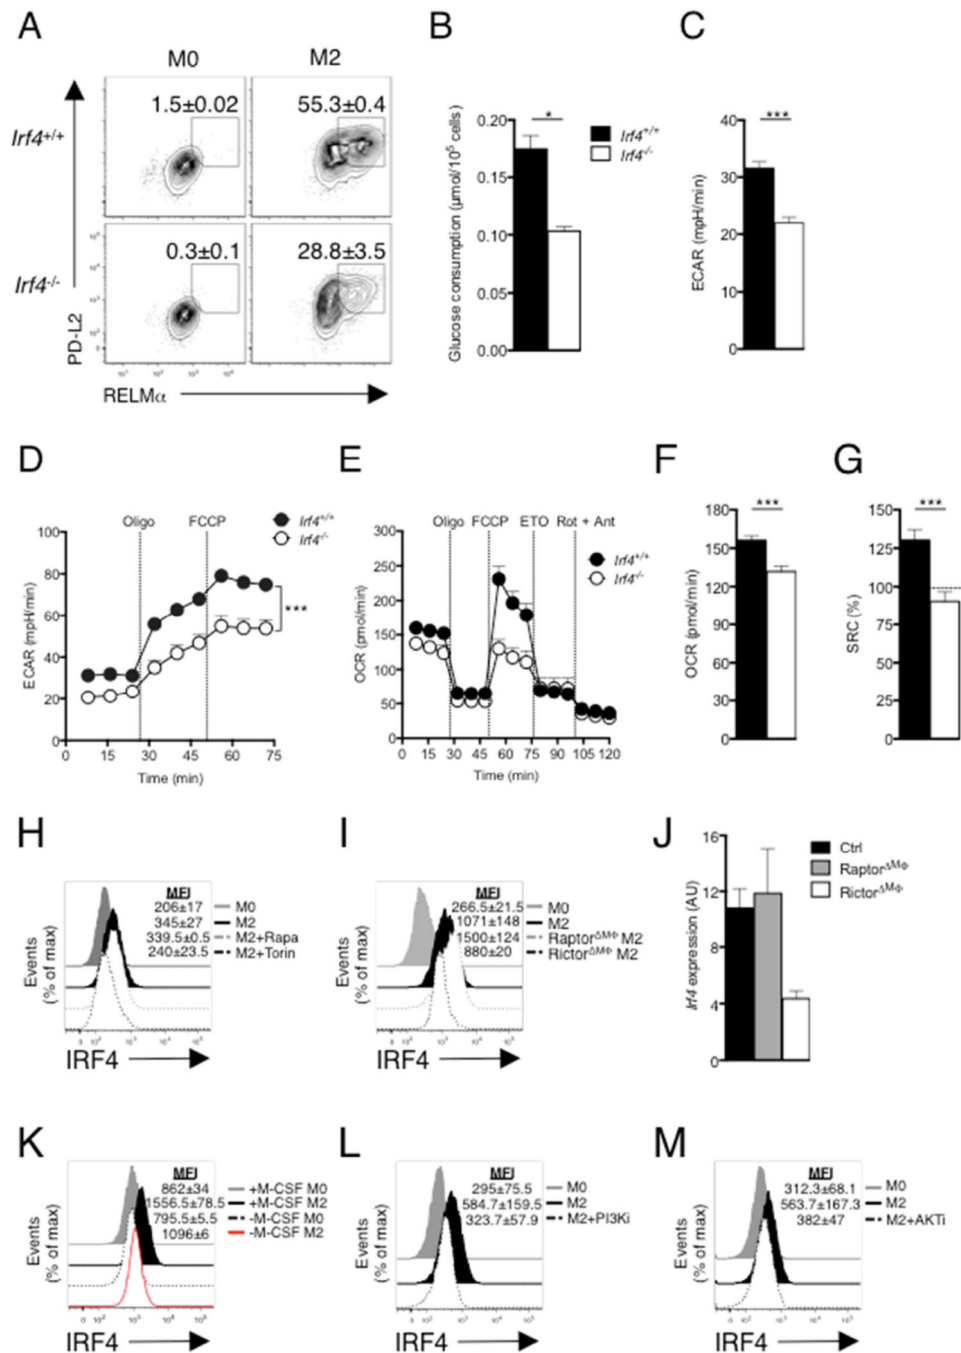 A
M0
M2
Irf4+/+
1.5±0.02
55.3±0.4
Irf4-/-
0.3±0.1
28.8±3.5
PD-L2
RELMα
B
Glucose consumption (µmol/10⁵ cells)
0.20
0.15
0.10
0.05
0.00
*
Irf4+/+
Irf4-/-
C
ECAR (mpH/min)
40
30
20
10
0
***
D
ECAR (mpH/min)
100
80
60
40
20
0
Oligo
FCCP
Irf4+/+
Irf4-/-
***
0 15 30 45 60 75
Time (min)
E
OCR (pmol/min)
300
250
200
150
100
50
0
Oligo FCCP ETO Rot + Ant
Irf4+/+
Irf4-/-
0 15 30 45 60 75 90 105 120
Time (min)
F
OCR (pmol/min)
180
150
120
90
60
30
0
***
G
SRC (%)
150
125
100
75
50
25
0
***
H
Events
(% of max)
MFI
206±17 M0
345±27 M2
339.5±0.5 M2+Rapa
240±23.5 M2+Torin
IRF4
I
Events
(% of max)
MFI
266.5±21.5 M0
1071±148 M2
1500±124 RaptorΔMΦ M2
880±20 RictorΔMΦ M2
IRF4
J
Irf4 expression (AU)
16
12
8
4
0
Ctrl
RaptorΔMΦ
RictorΔMΦ
K
Events
(% of max)
MFI
862±34 +M-CSF M0
1556.5±78.5 +M-CSF M2
795.5±5.5 -M-CSF M0
1096±6 -M-CSF M2
IRF4
L
Events
(% of max)
MFI
295±75.5 M0
584.7±159.5 M2
323.7±57.9 M2+PI3Ki
IRF4
M
Events
(% of max)
MFI
312.3±68.1 M0
563.7±167.3 M2
382±47 M2+AKTi
IRF4